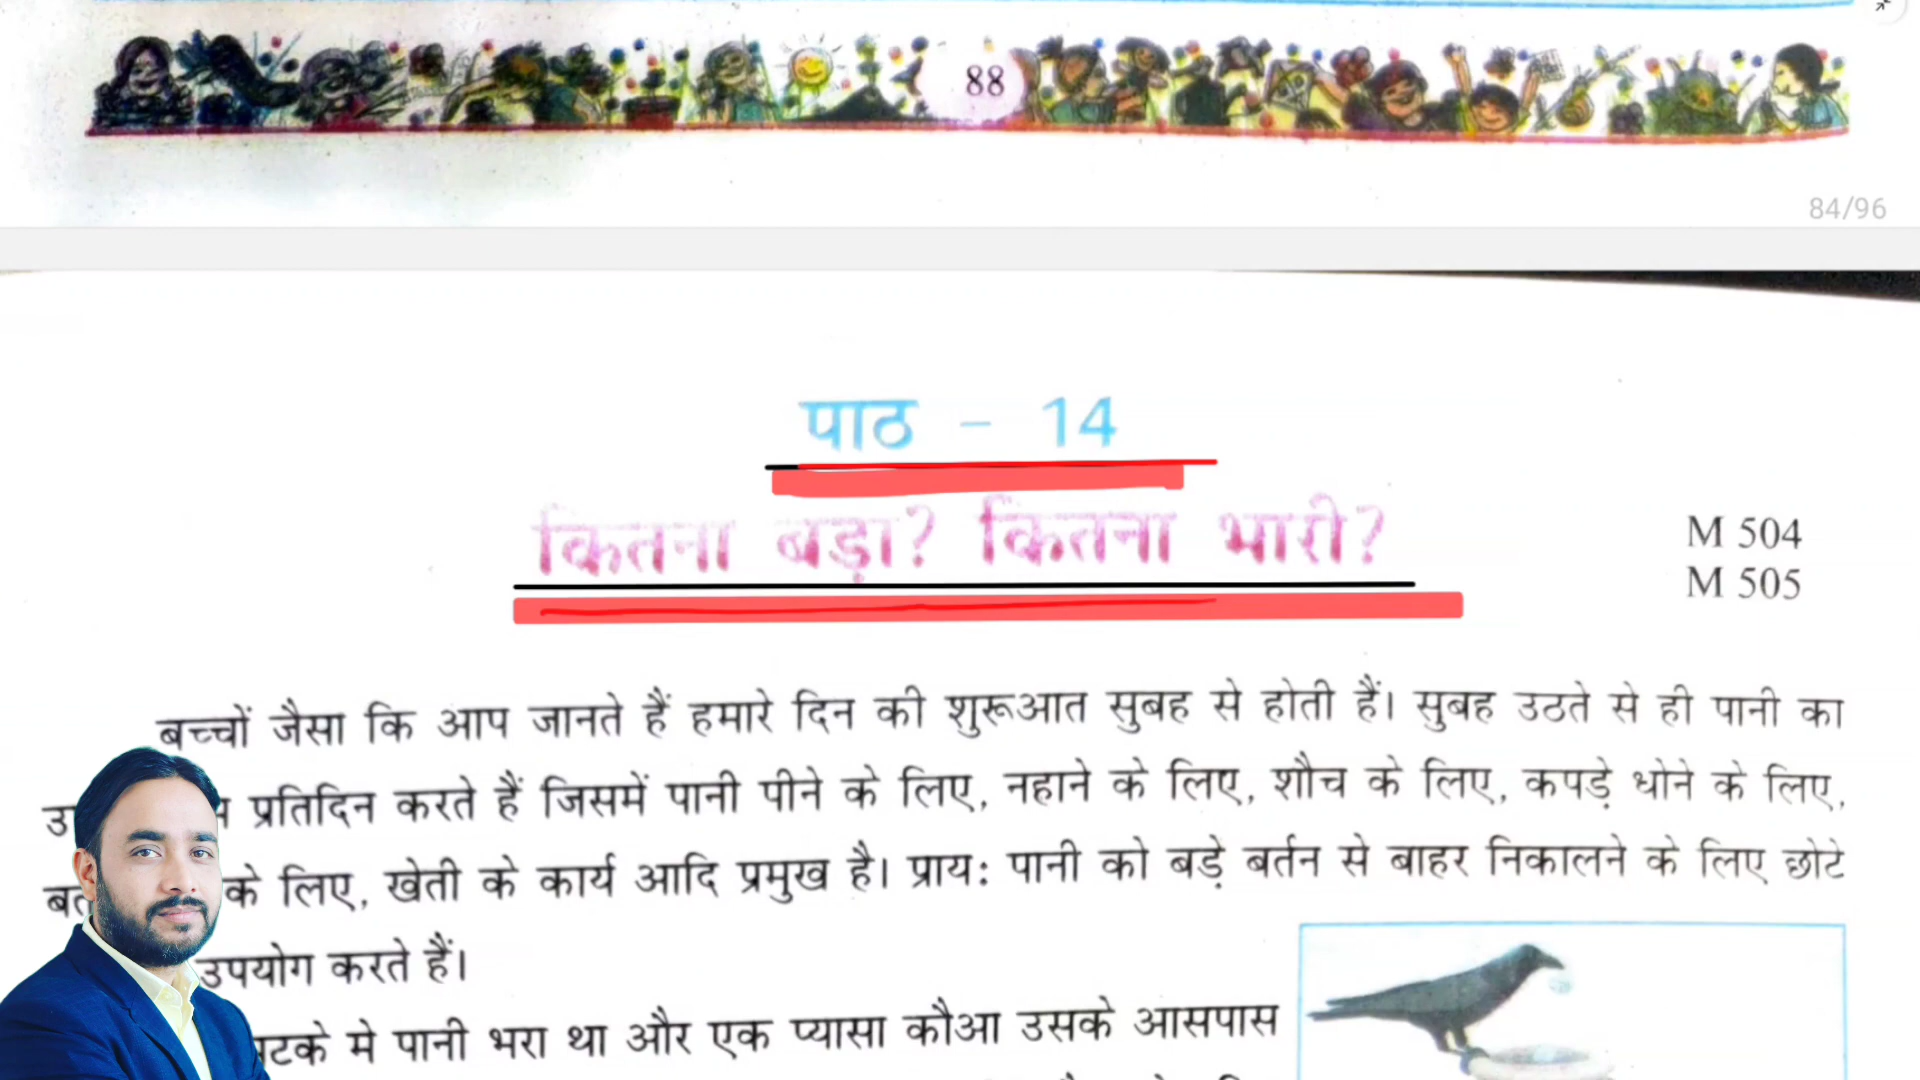 88
84/96
पाठ - 14
कितना बड़ा? कितना भारी?
M 504
M 505
बच्चों जैसा कि आप जानते हैं हमारे दिन की शुरूआत सुबह से होती हैं। सुबह उठते से ही पानी का
प्रतिदिन करते हैं जिसमें पानी पीने के लिए, नहाने के लिए, शौच के लिए, कपड़े धोने के लिए,
के लिए, खेती के कार्य आदि प्रमुख है। प्राय: पानी को बड़े बर्तन से बाहर निकालने के लिए छोटे
उपयोग करते हैं।
मे पानी भरा था और एक प्यासा कौआ उसके आसपास